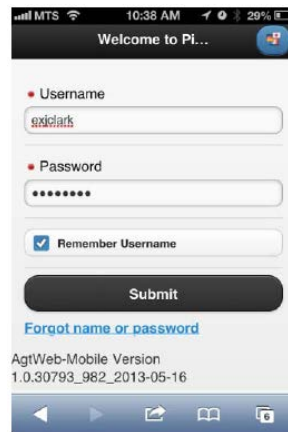 MTS 10:38 AM 29%
Welcome to Pi...
Username
exjclark
Password
Remember Username
Submit
Forgot name or password
AgtWeb-Mobile Version
1.0.30793_982_2013-05-16
6